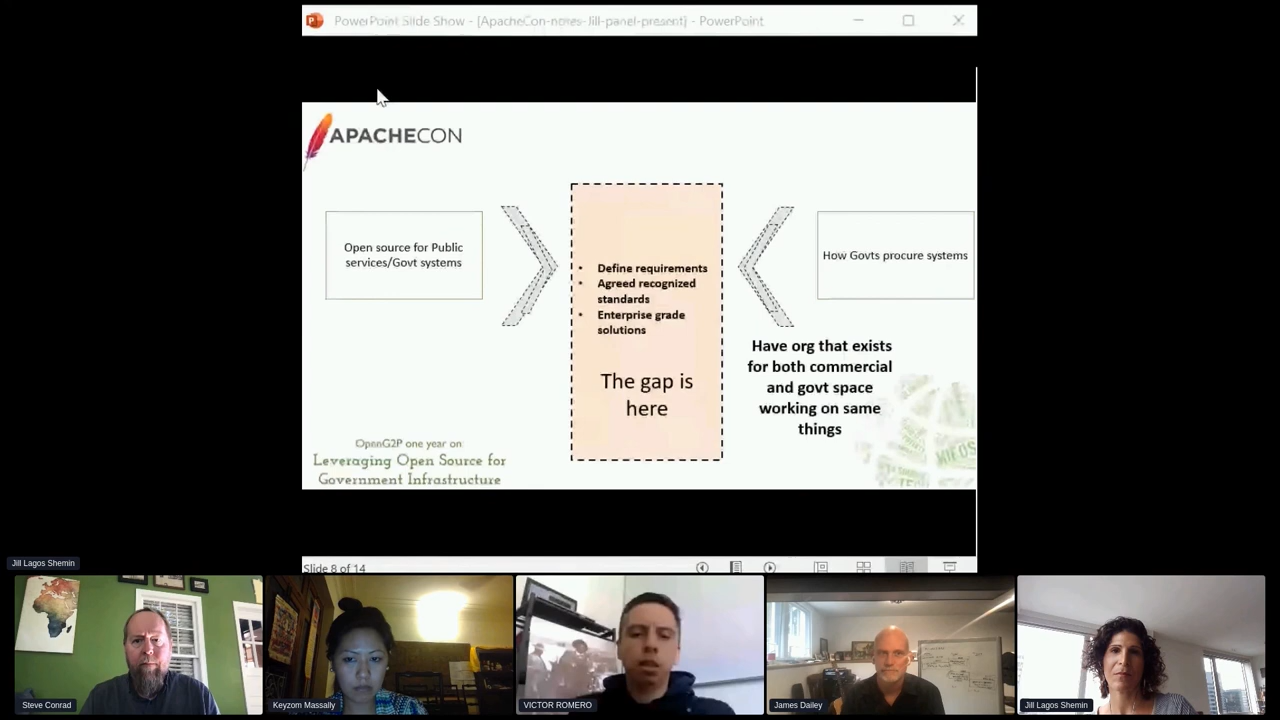 PowerPoint Slide Show - [ApacheCon-notes-Jill-panel-present] - PowerPoint
APACHECON
Open source for Public
services/Govt systems
• Define requirements
• Agreed recognized
standards
• Enterprise grade
solutions
The gap is
here
How Govts procure systems
Have org that exists
for both commercial
and govt space
working on same
things
OpenG2P one year on
Leveraging Open Source for
Government Infrastructure
Slide 8 of 14
Jill Lagos Shemin
Steve Conrad
Keyzom Massally
VICTOR ROMERO
James Dailey
Jill Lagos Shemin